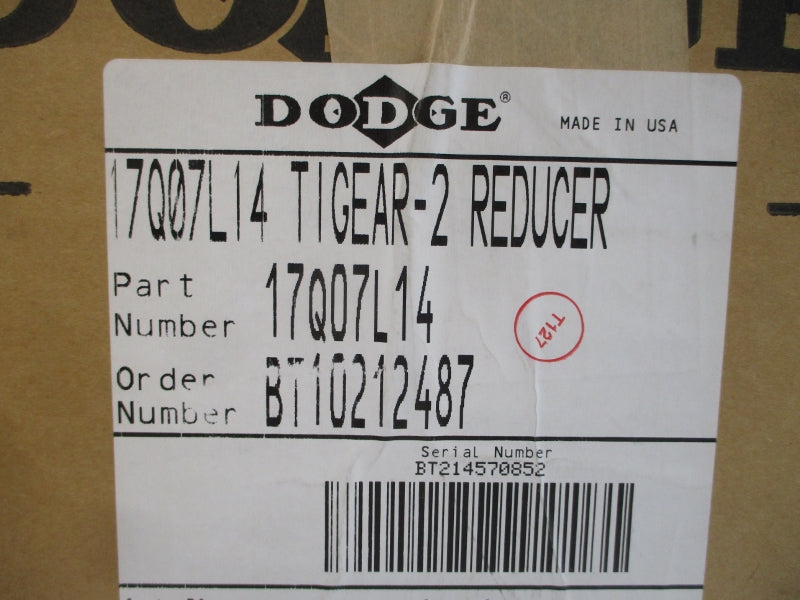 DODGE®
MADE IN USA
17Q07L14 TIGEAR-2 REDUCER
Part
Number 17Q07L14
T127
Order
Number BT10212487
Serial Number
BT214570852